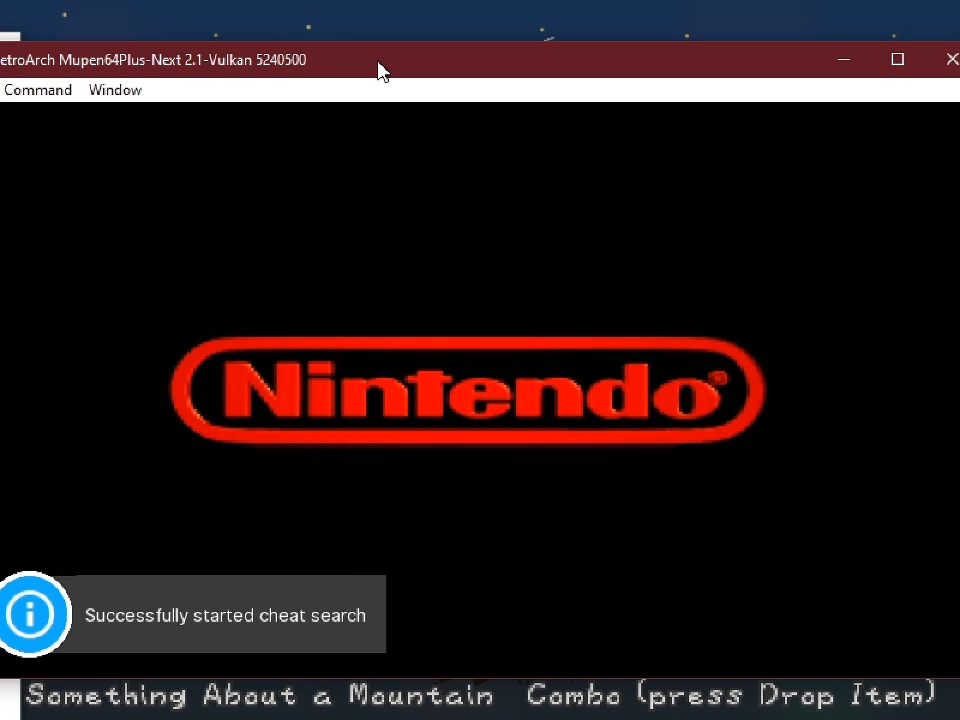 etroArch Mupen64Plus-Next 2.1-Vulkan 5240500
Command Window
Nintendo®
Successfully started cheat search
Something About a Mountain Combo (press Drop Item)